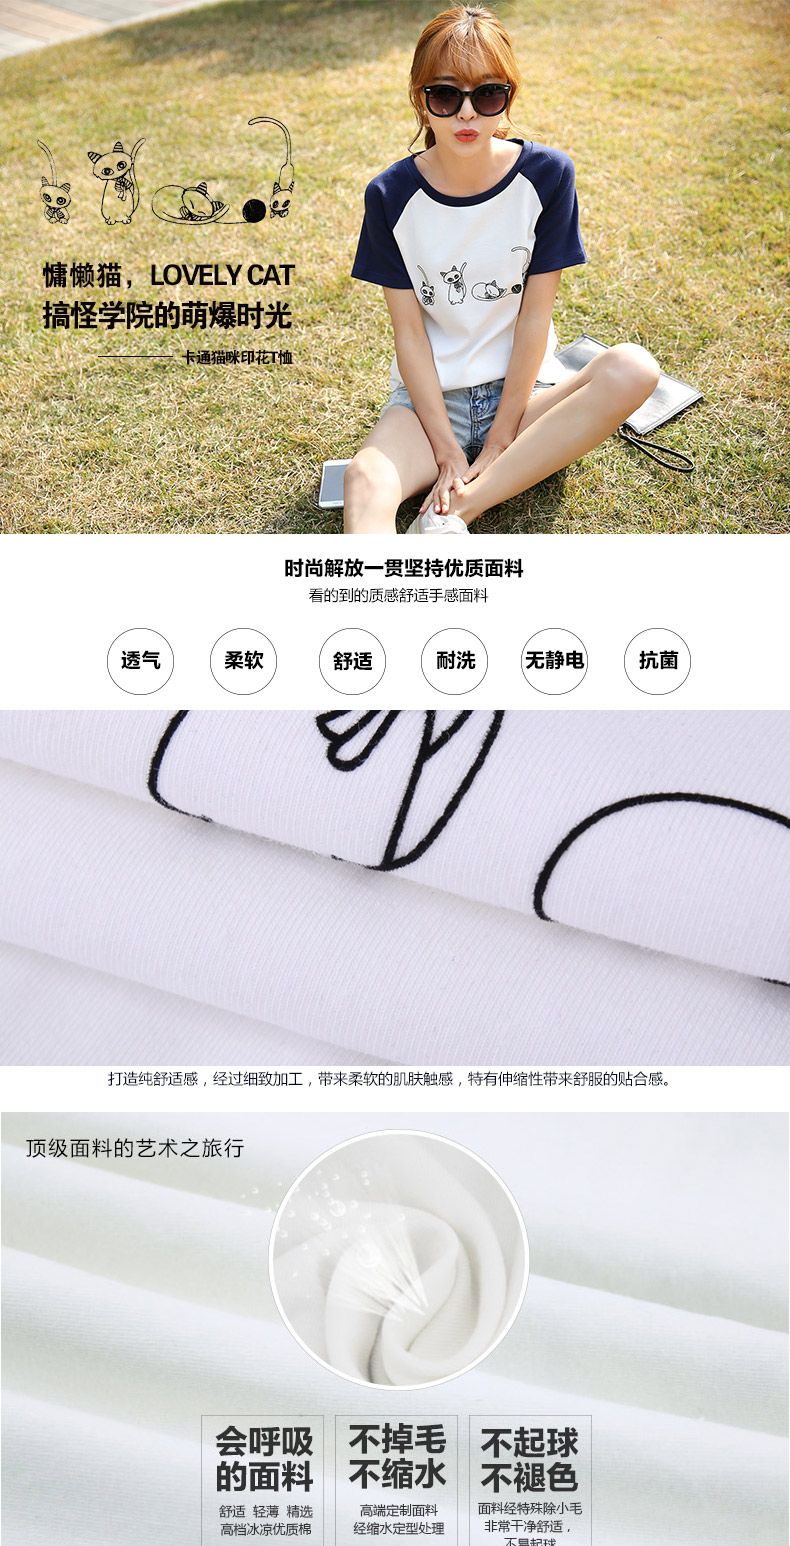 慵懒猫，LOVELY CAT
搞怪学院的萌爆时光
卡通猫咪印花T恤
时尚解放一贯坚持优质面料
看的到的质感舒适手感面料
透气 柔软 舒适 耐洗 无静电 抗菌
打造纯舒适感，经过细致加工，带来柔软的肌肤触感，特有伸缩性带来舒服的贴合感。
顶级面料的艺术之旅行
会呼吸
的面料
舒适 轻薄 精选
高档冰凉优质棉
不掉毛
不缩水
高端定制面料
经缩水定型处理
不起球
不褪色
面料经特殊除小毛
非常干净舒适，
不易起球